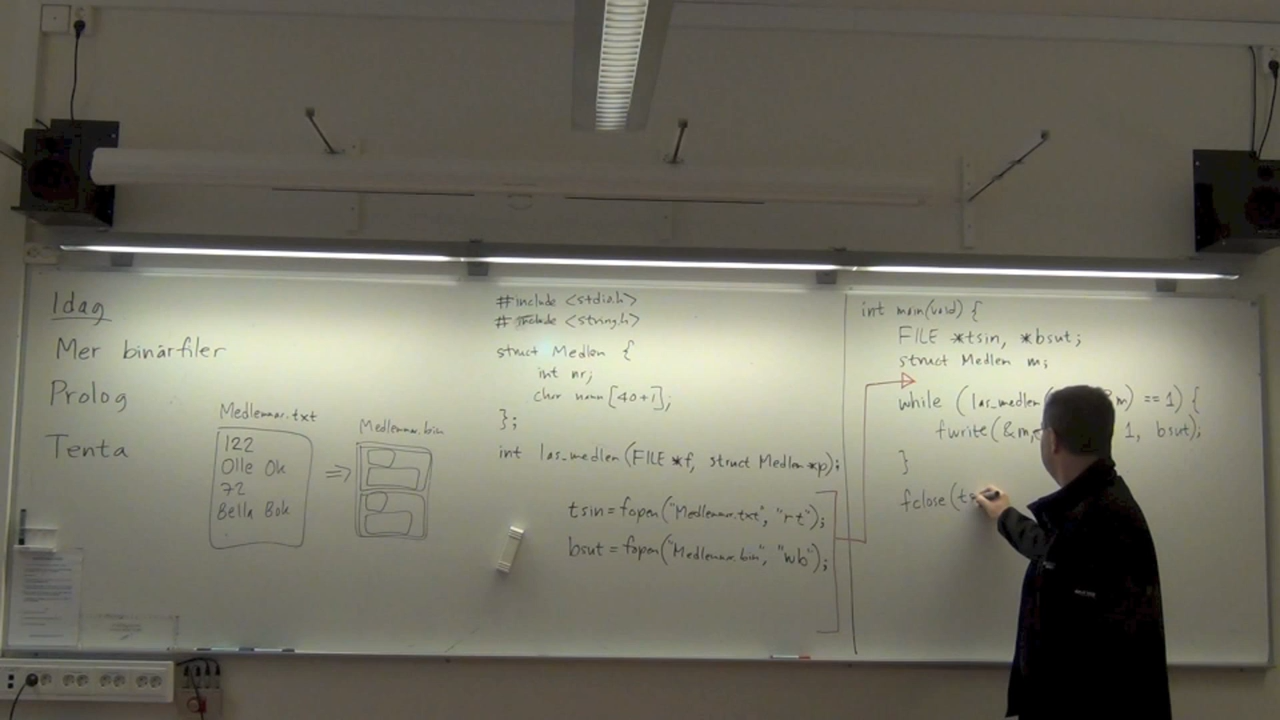 Idag
Mer binärfiler
Prolog
Tenta
Medlemmar.txt
122
Olle Ok
72
Bella Bok
=>
Medlemmar.bin
#include <stdio.h>
#include <string.h>
struct Medlem {
int nr;
char namn [40+1];
};
int las_medlem (FILE *f, struct Medlem *p);
tsin = fopen("Medlemmar.txt", "rt");
bsut = fopen("Medlemmar.bin", "wb");
int main(void) {
FILE *tsin, *bsut;
struct Medlem m;
while (las_medlem( m) == 1) {
fwrite(&m, 1, bsut);
}
fclose(ts